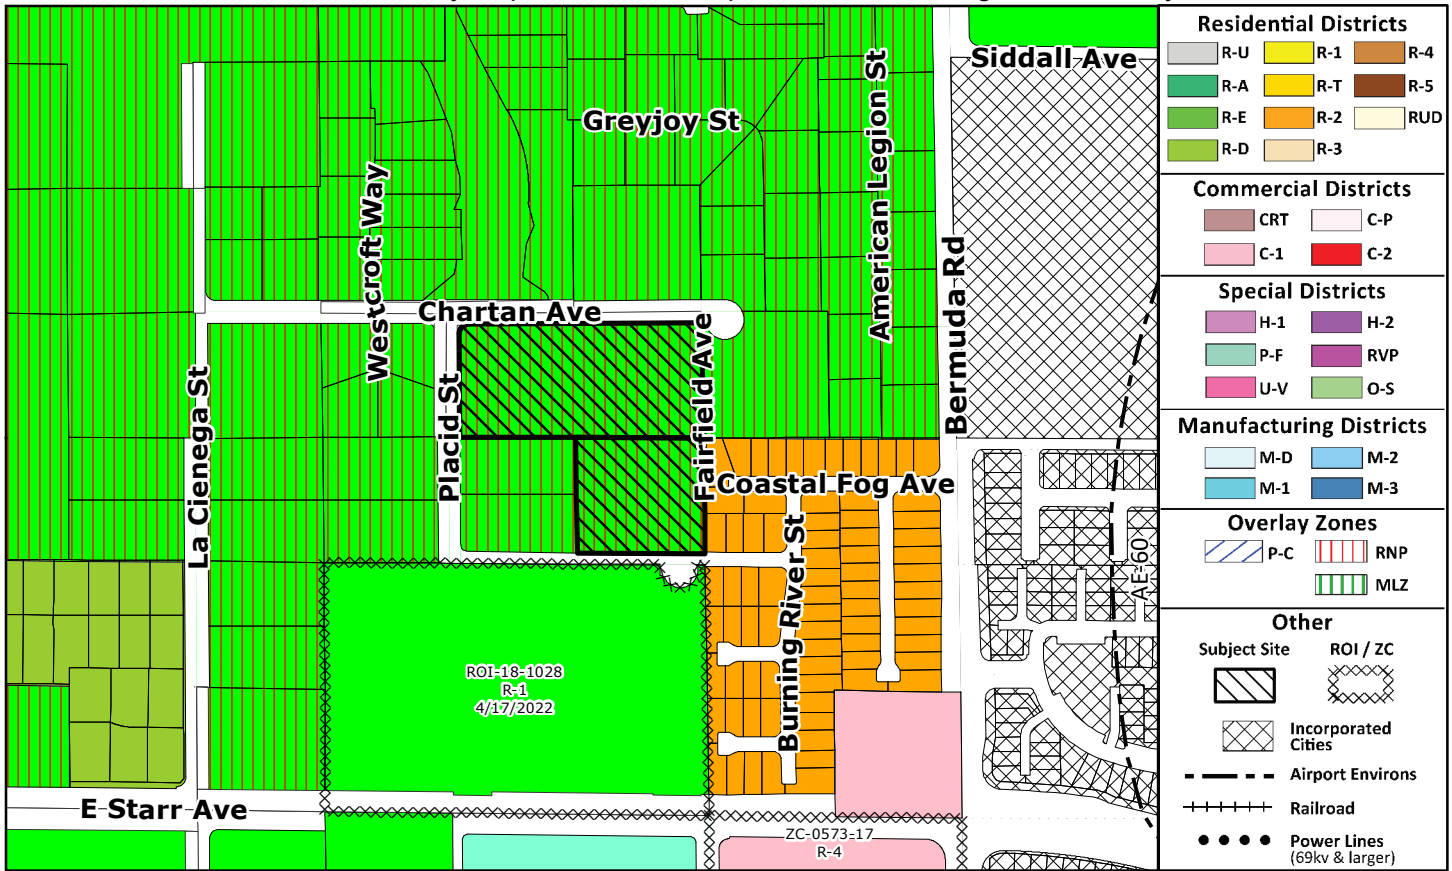 Siddall Ave
Greyjoy St
American Legion St
Westcroft Way
Bermuda Rd
Chartan Ave
Fairfield Ave
La Cienega St
Placid St
Coastal Fog Ave
Burning River St
AE-60
ROI-18-1028
R-1
4/17/2022
E Starr Ave
ZC-0573-17
R-4
Residential Districts
R-U R-1 R-4
R-A R-T R-5
R-E R-2 RUD
R-D R-3
Commercial Districts
CRT C-P
C-1 C-2
Special Districts
H-1 H-2
P-F RVP
U-V O-S
Manufacturing Districts
M-D M-2
M-1 M-3
Overlay Zones
P-C RNP
MLZ
Other
Subject Site ROI / ZC
Incorporated
Cities
Airport Environs
Railroad
Power Lines
(69kv & larger)